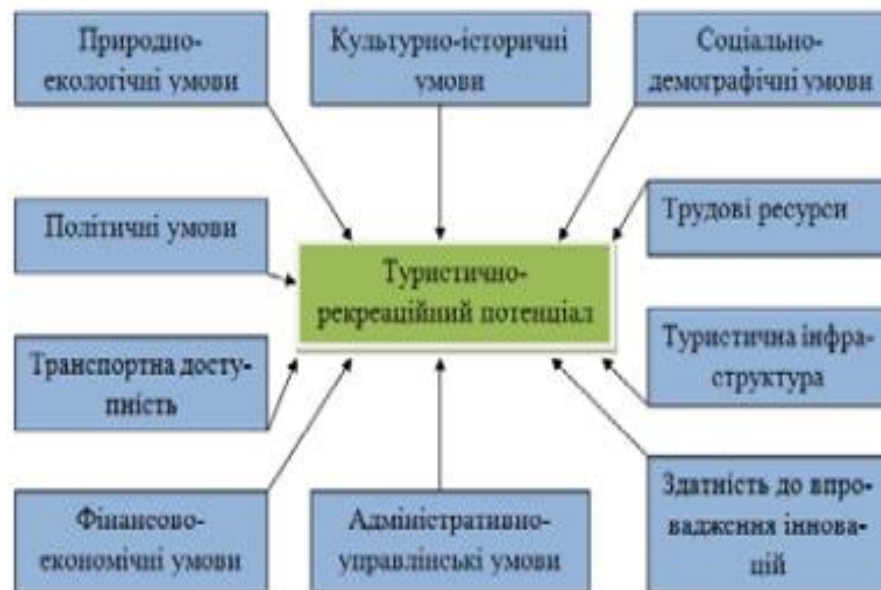 Природно-
екологічні умови
Культурно-історичні
умови
Соціально-
демографічні умови
Політичні умови
Трудові ресурси
Туристично-
рекреаційний потенціал
Транспортна досту-
пність
Туристична інфра-
структура
Фінансово-
економічні умови
Адміністративно-
управлінські умови
Здатність до впро-
вадження іннова-
цій